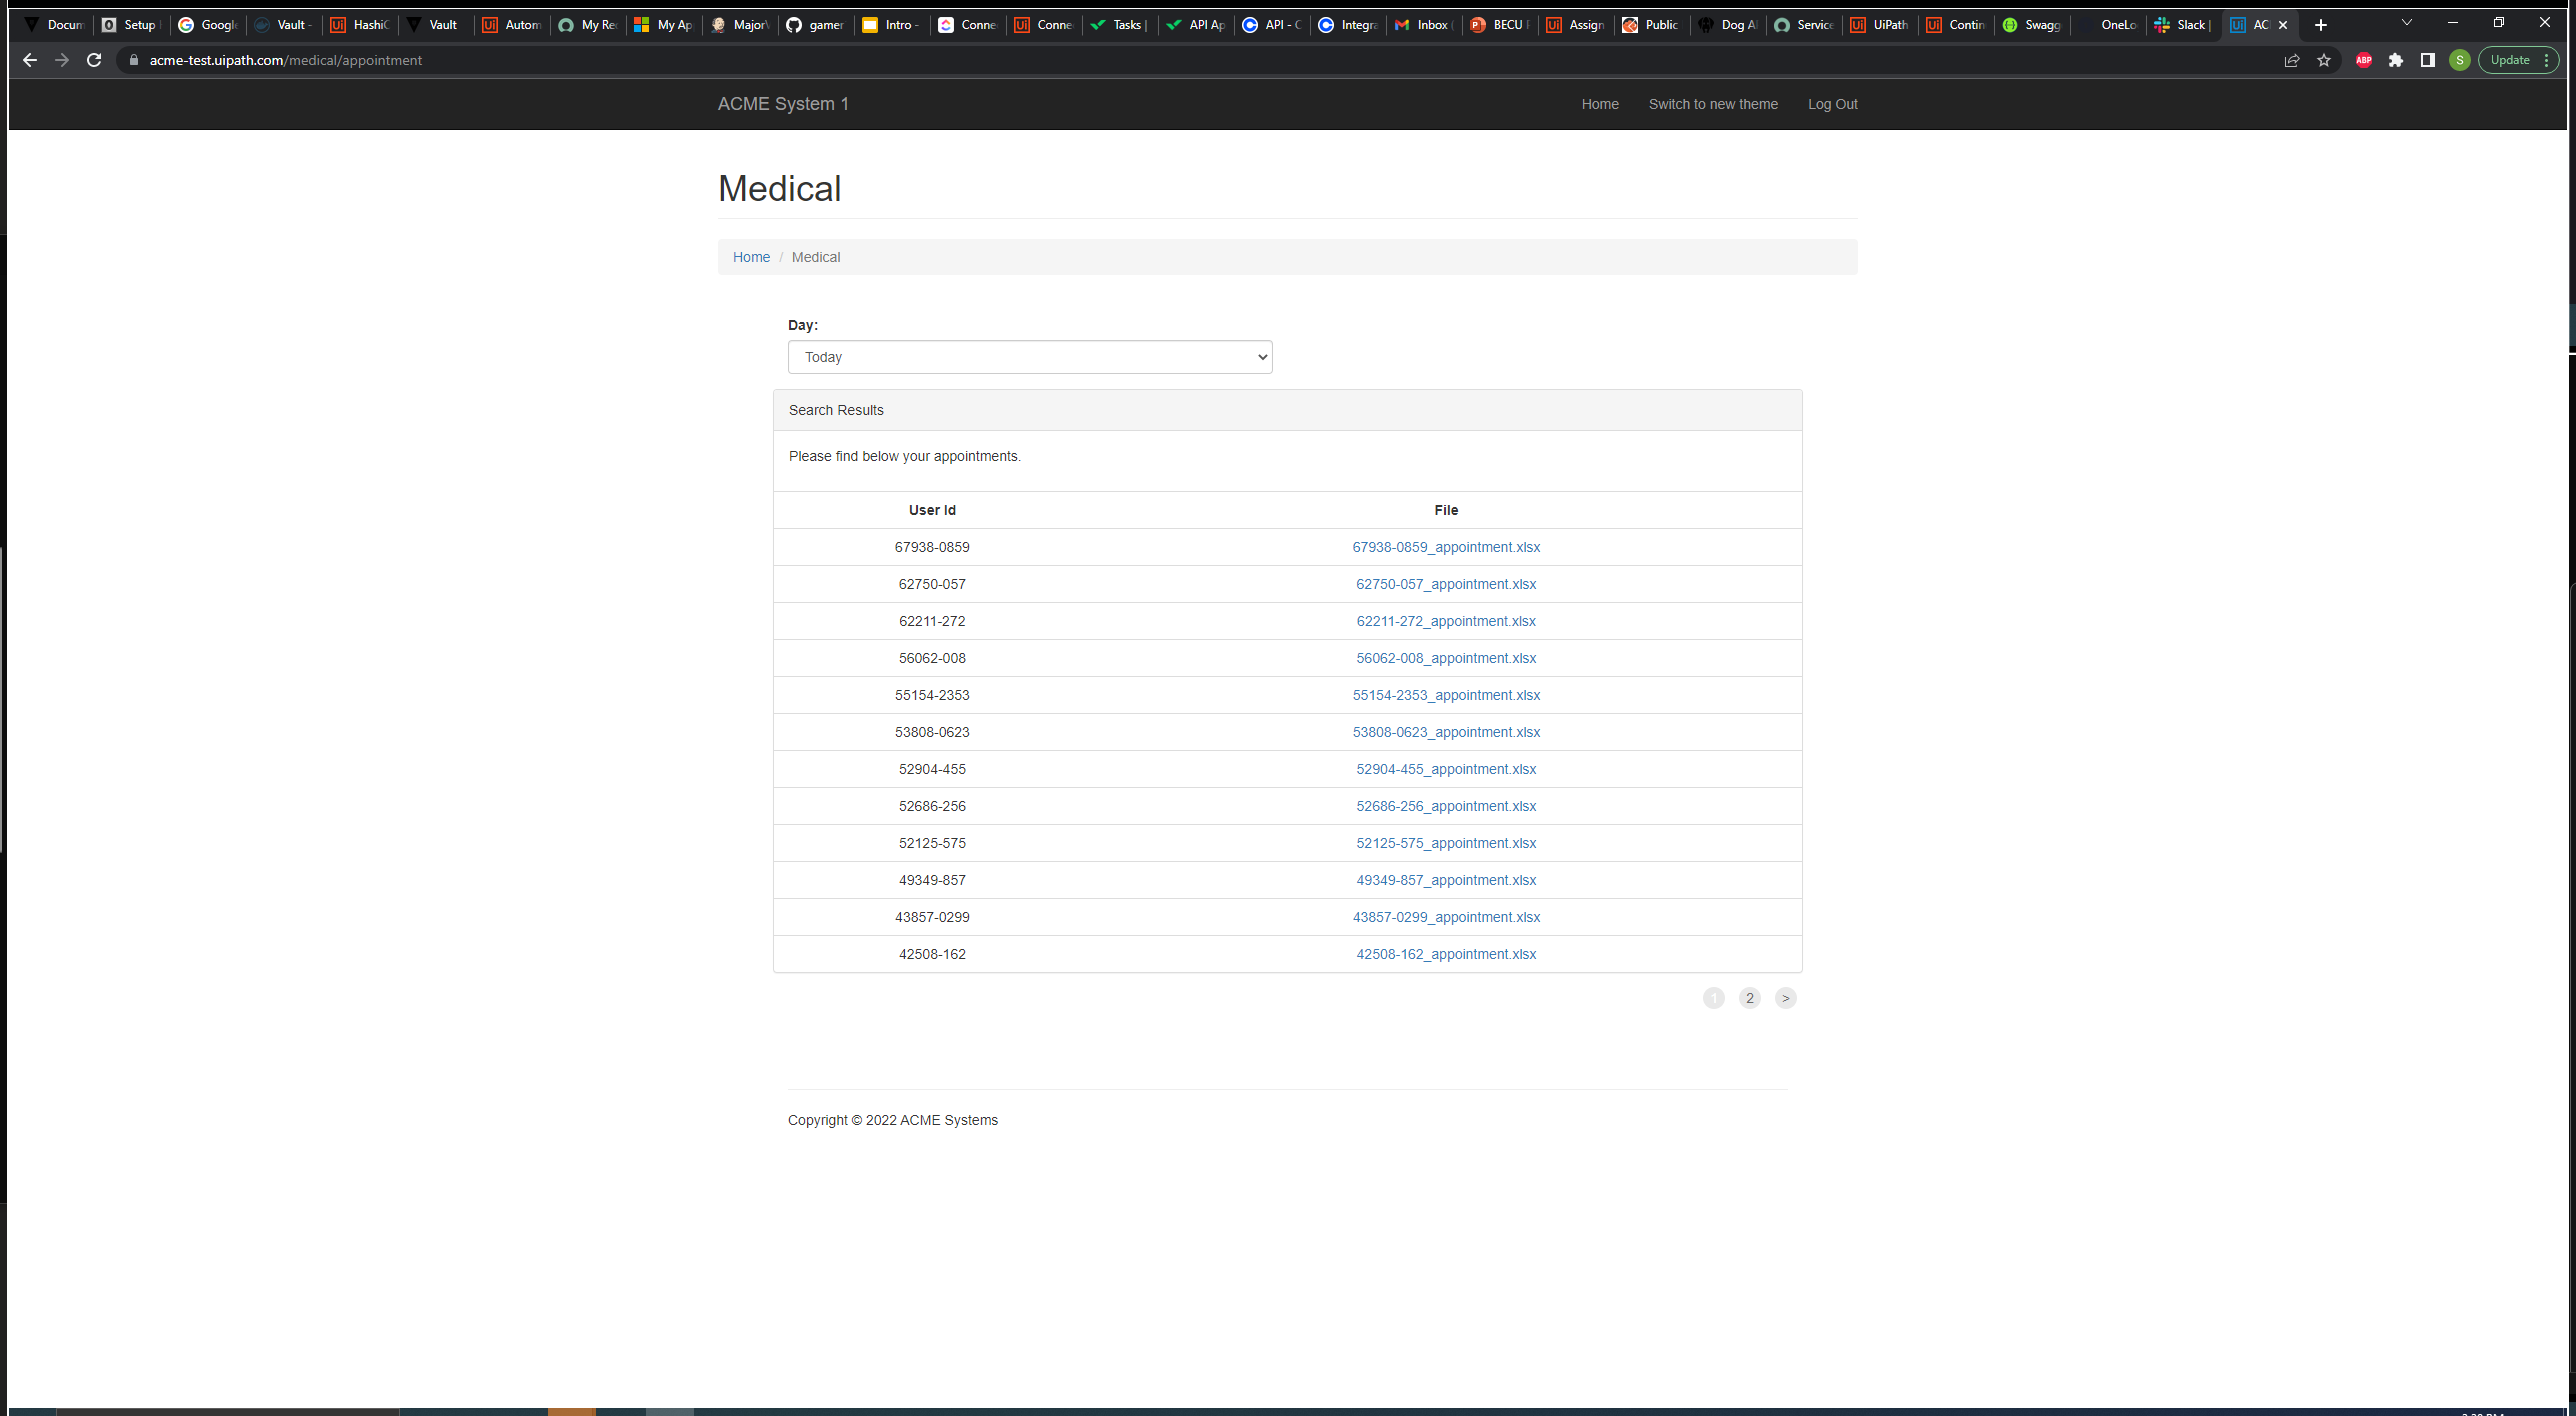 Docum Setup Google Vault - HashiC Vault Autom My Re My Ap Major gamer Intro - Conne Conne Tasks | API Ap API - C Integra Inbox ( BECU Assign Public Dog A Service UiPath Contin Swagg OneLo Slack | AC
acme-test.uipath.com/medical/appointment ABP S Update
ACME System 1 Home Switch to new theme Log Out
Medical
Home / Medical
Day:
Today
Search Results
Please find below your appointments.
User Id File
67938-0859 67938-0859_appointment.xlsx
62750-057 62750-057_appointment.xlsx
62211-272 62211-272_appointment.xlsx
56062-008 56062-008_appointment.xlsx
55154-2353 55154-2353_appointment.xlsx
53808-0623 53808-0623_appointment.xlsx
52904-455 52904-455_appointment.xlsx
52686-256 52686-256_appointment.xlsx
52125-575 52125-575_appointment.xlsx
49349-857 49349-857_appointment.xlsx
43857-0299 43857-0299_appointment.xlsx
42508-162 42508-162_appointment.xlsx
1 2 >
Copyright © 2022 ACME Systems